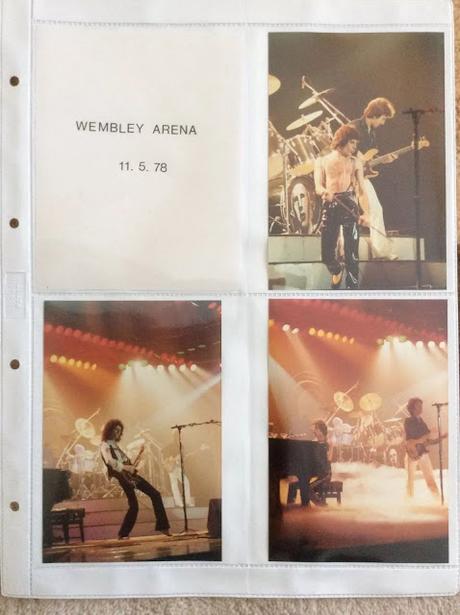 WEMBLEY ARENA
11. 5. 78